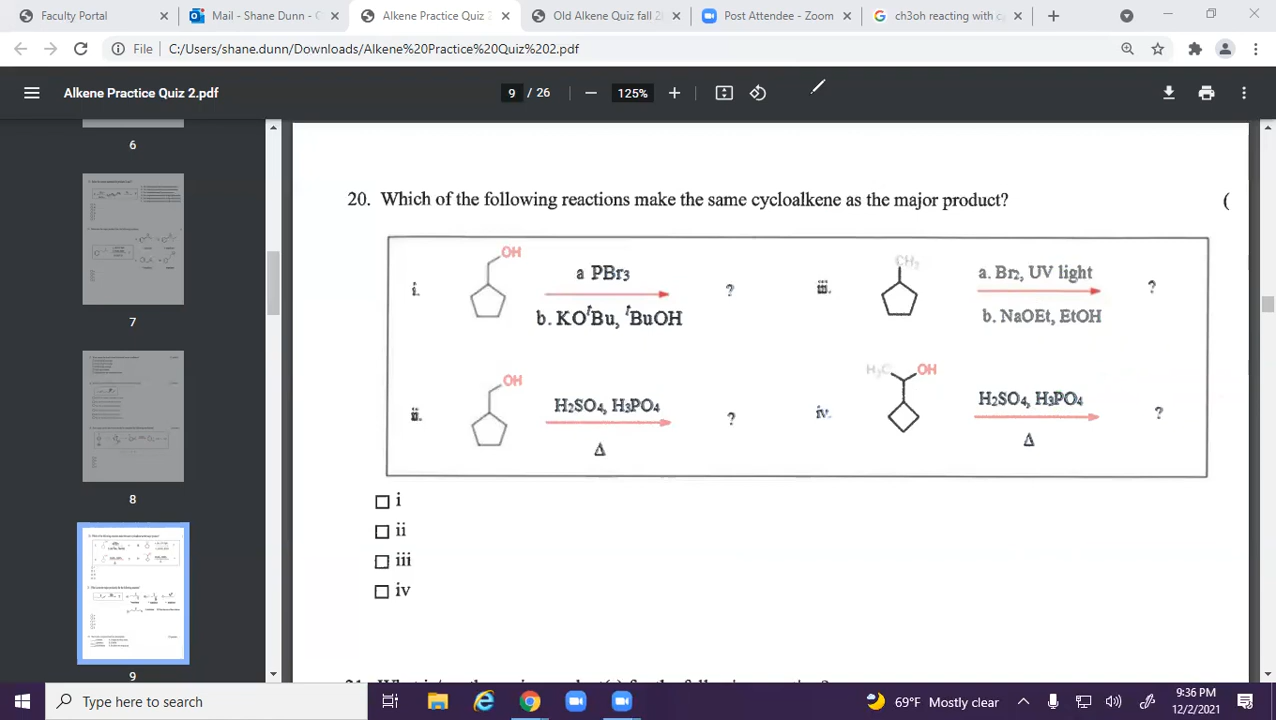 Faculty Portal
Mail - Shane Dunn - C
Alkene Practice Quiz
Old Alkene Quiz fall 2
Post Attendee - Zoom
ch3oh reacting with c
File C:/Users/shane.dunn/Downloads/Alkene%20Practice%20Quiz%202.pdf
Alkene Practice Quiz 2.pdf
9 / 26
125%
6
7
8
9
20. Which of the following reactions make the same cycloalkene as the major product? (
i. OH a PBr3 b. KOtBu, tBuOH ?
iii. CH3 a. Br2, UV light b. NaOEt, EtOH ?
ii. OH H2SO4, H3PO4 Δ ?
iv. H3C OH H2SO4, H3PO4 Δ ?
i
ii
iii
iv
Type here to search
69°F Mostly clear
9:36 PM
12/2/2021